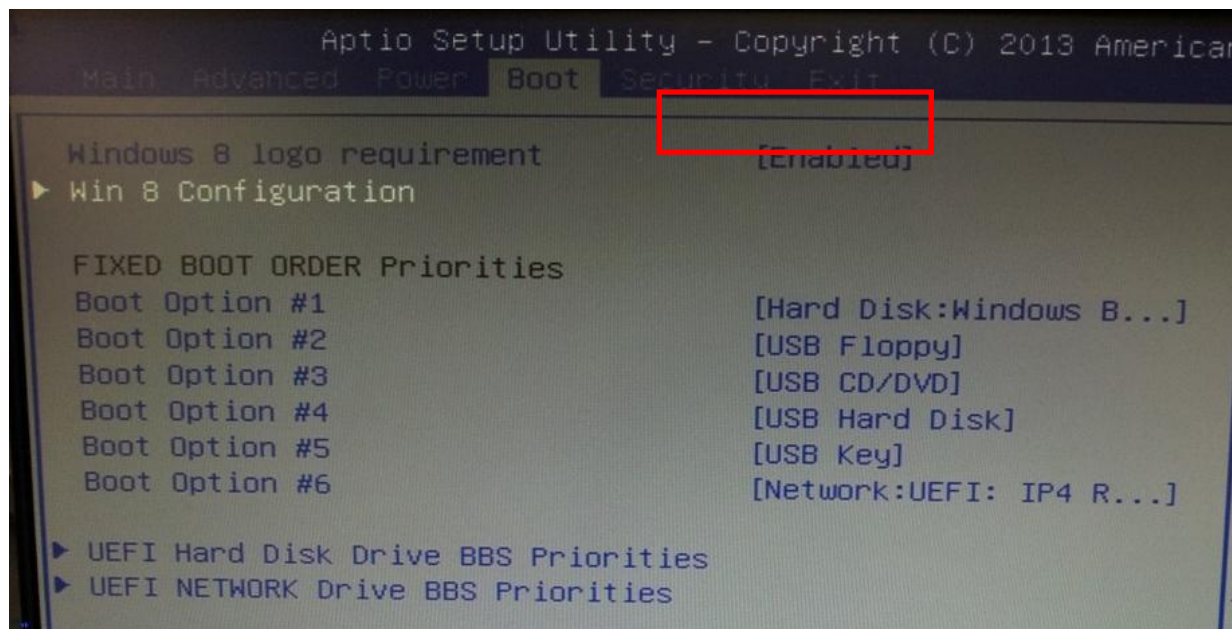 Aptio Setup Utility - Copyright (C) 2013 American
Main Advanced Power Boot Security Exit
Windows 8 logo requirement [Enabled]
▶ Win 8 Configuration
FIXED BOOT ORDER Priorities
Boot Option #1 [Hard Disk:Windows B...]
Boot Option #2 [USB Floppy]
Boot Option #3 [USB CD/DVD]
Boot Option #4 [USB Hard Disk]
Boot Option #5 [USB Key]
Boot Option #6 [Network:UEFI: IP4 R...]
▶ UEFI Hard Disk Drive BBS Priorities
▶ UEFI NETWORK Drive BBS Priorities